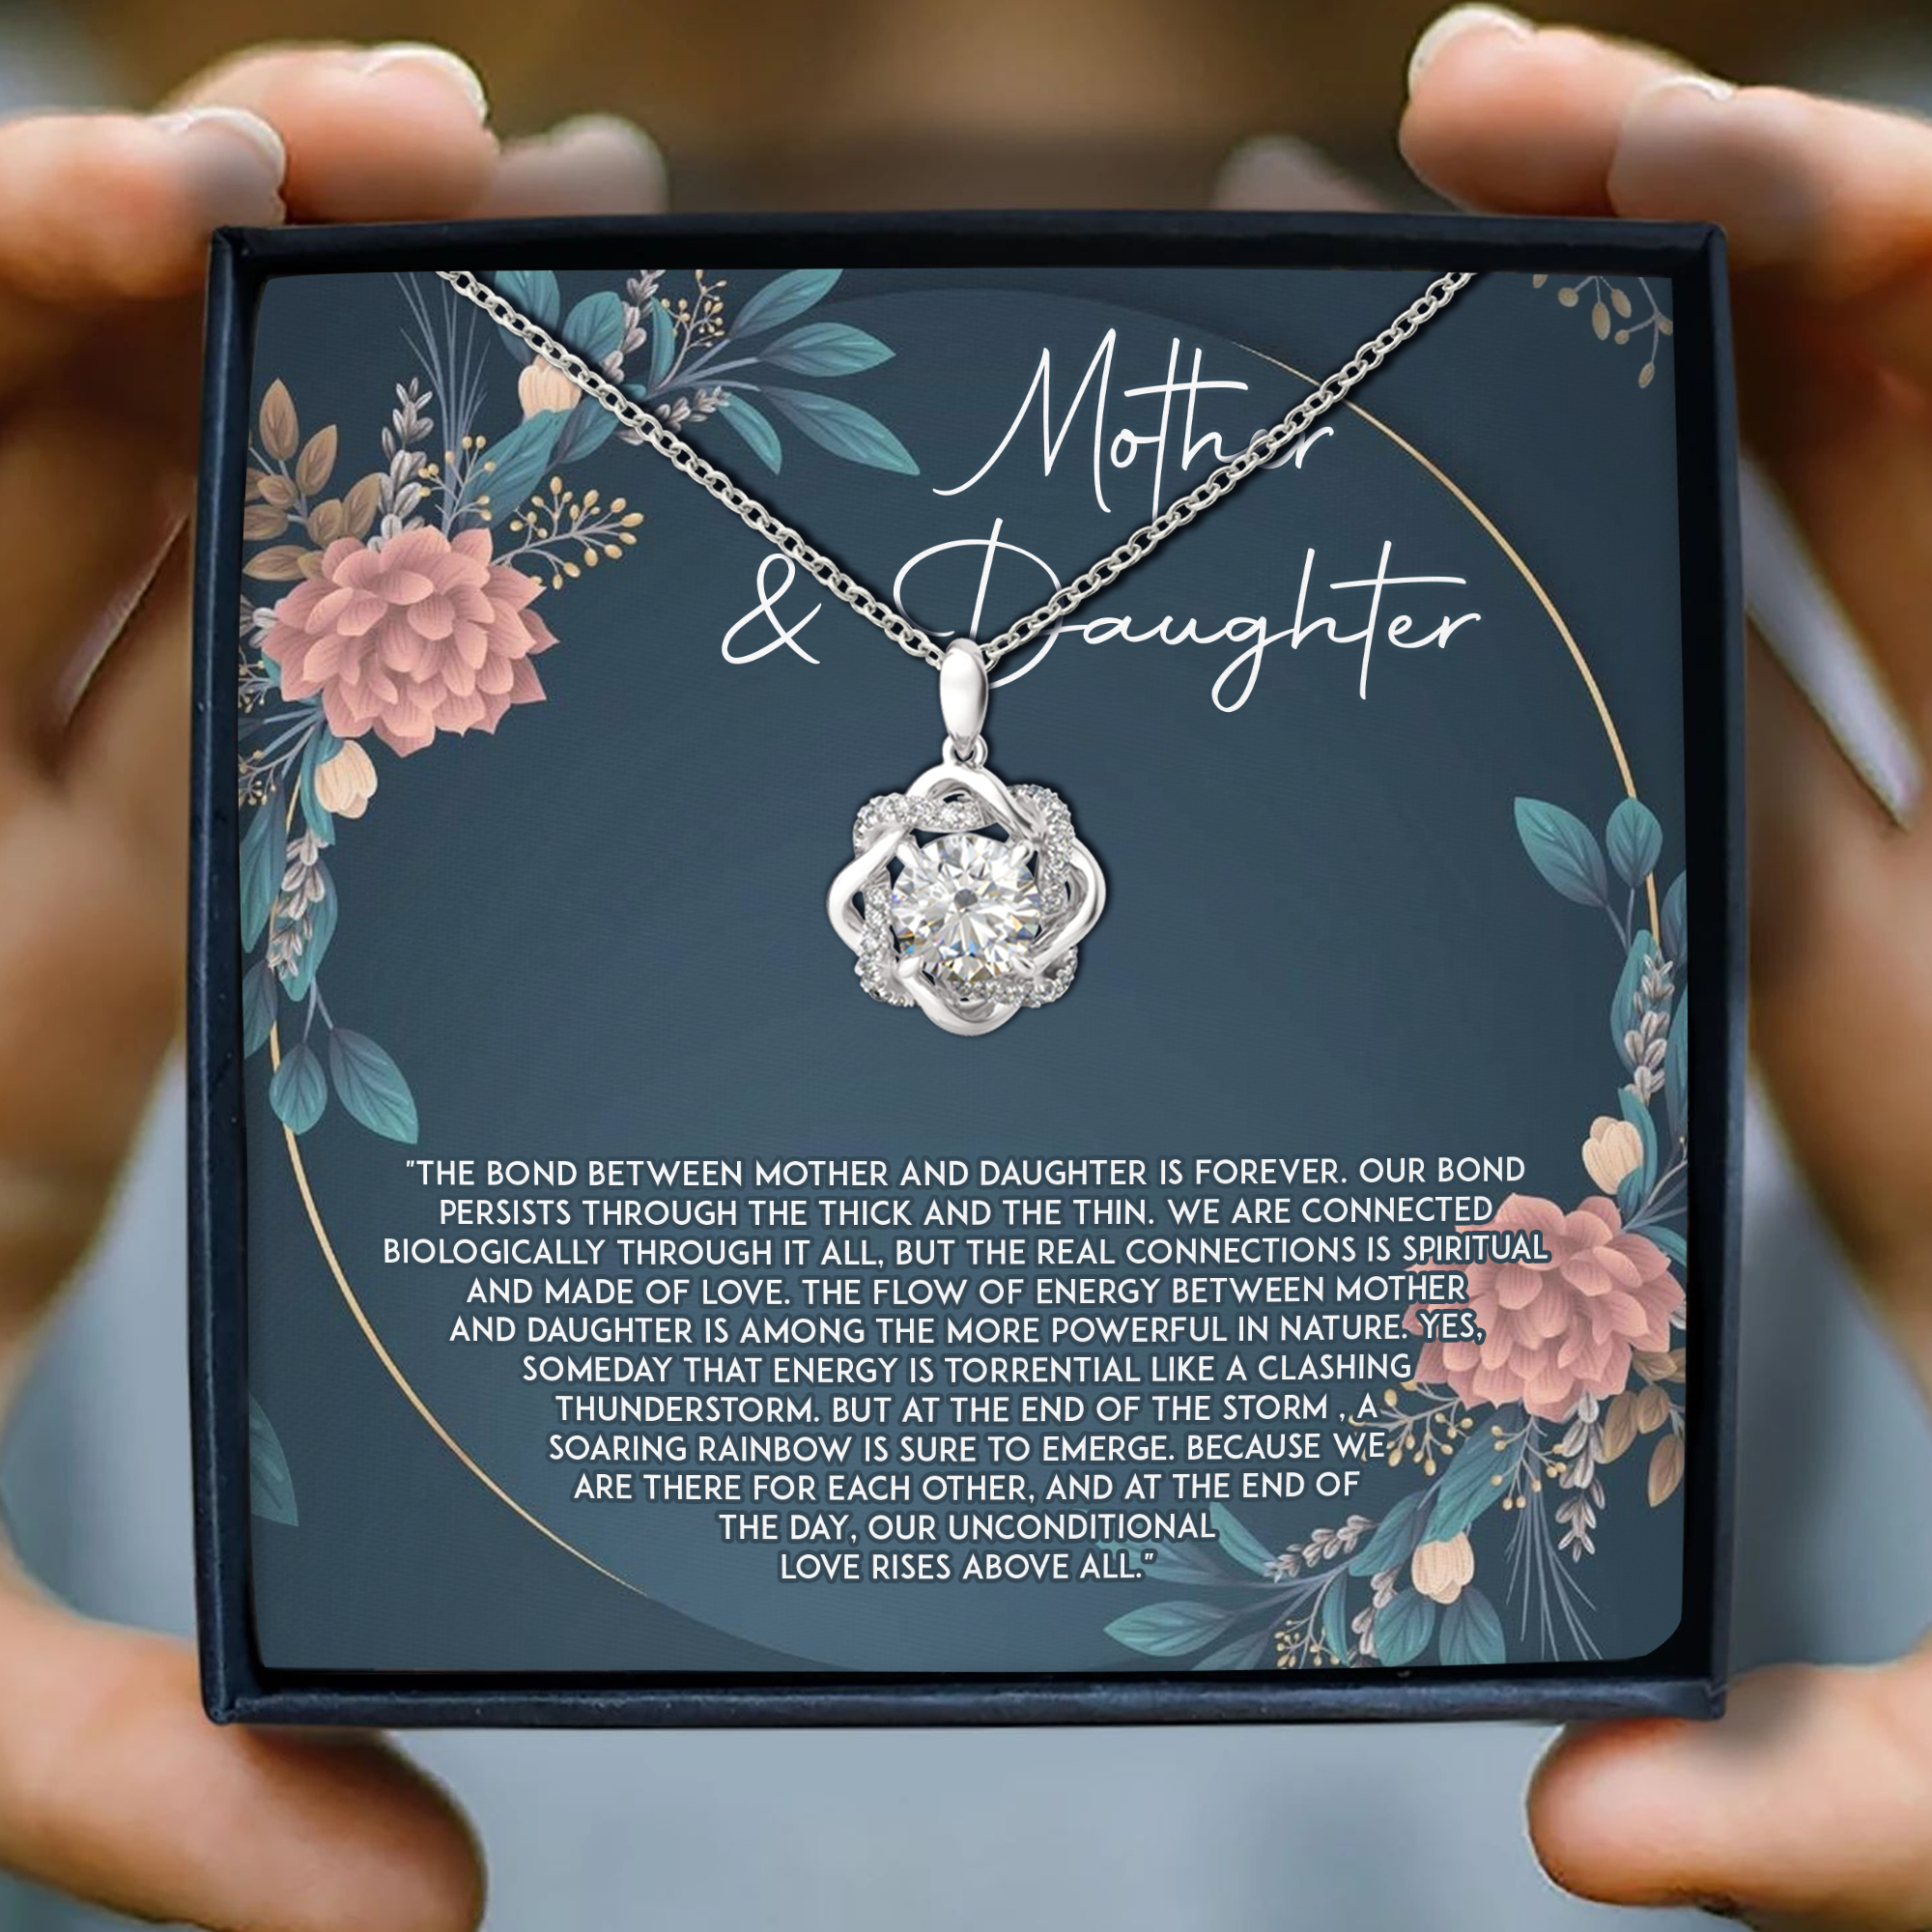 Mother
& Daughter
"THE BOND BETWEEN MOTHER AND DAUGHTER IS FOREVER. OUR BOND
PERSISTS THROUGH THE THICK AND THE THIN. WE ARE CONNECTED
BIOLOGICALLY THROUGH IT ALL, BUT THE REAL CONNECTIONS IS SPIRITUAL
AND MADE OF LOVE. THE FLOW OF ENERGY BETWEEN MOTHER
AND DAUGHTER IS AMONG THE MORE POWERFUL IN NATURE. YES,
SOMEDAY THAT ENERGY IS TORRENTIAL LIKE A CLASHING
THUNDERSTORM. BUT AT THE END OF THE STORM , A
SOARING RAINBOW IS SURE TO EMERGE. BECAUSE WE
ARE THERE FOR EACH OTHER, AND AT THE END OF
THE DAY, OUR UNCONDITIONAL
LOVE RISES ABOVE ALL."